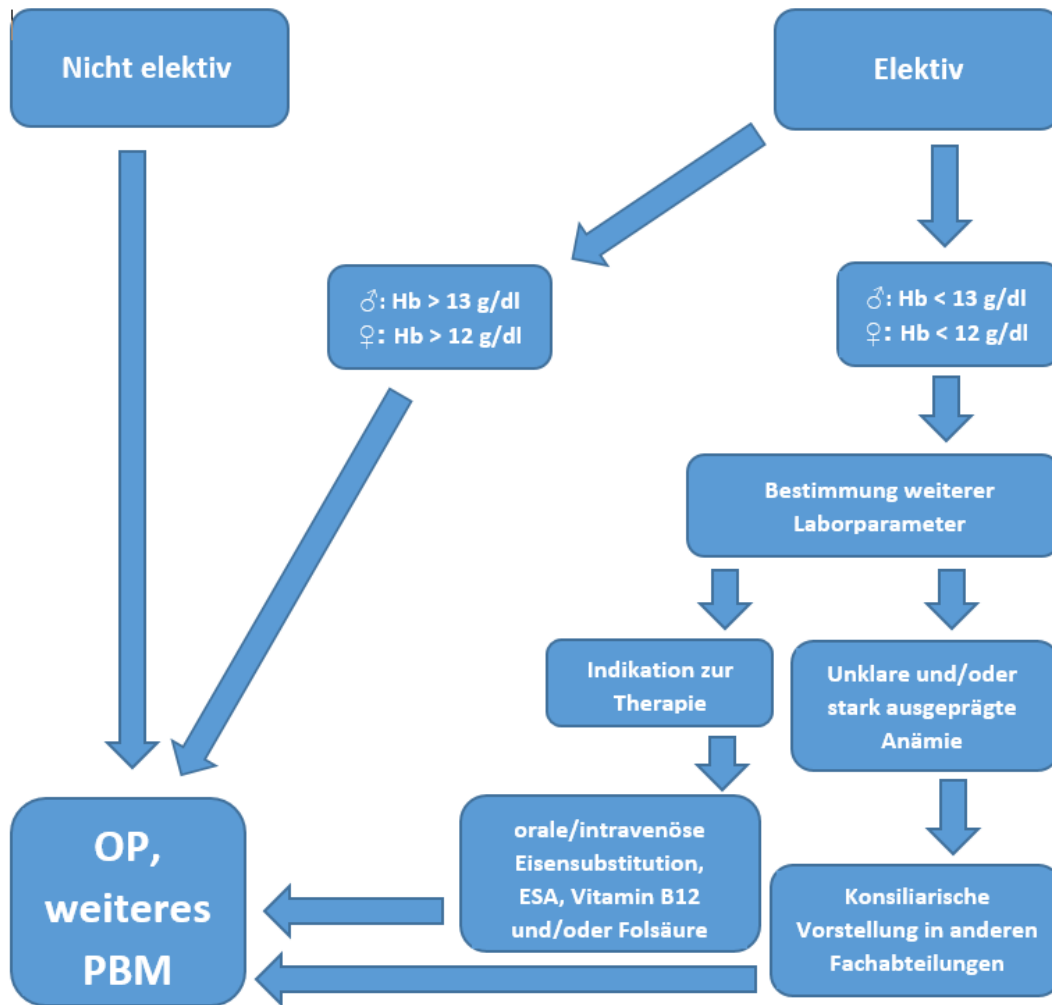 Nicht elektiv
Elektiv
♂: Hb > 13 g/dl
♀: Hb > 12 g/dl
♂: Hb < 13 g/dl
♀: Hb < 12 g/dl
Bestimmung weiterer
Laborparameter
Indikation zur
Therapie
Unklare und/oder
stark ausgeprägte
Anämie
orale/intravenöse
Eisensubstitution,
ESA, Vitamin B12
und/oder Folsäure
Konsiliarische
Vorstellung in anderen
Fachabteilungen
OP,
weiteres
PBM